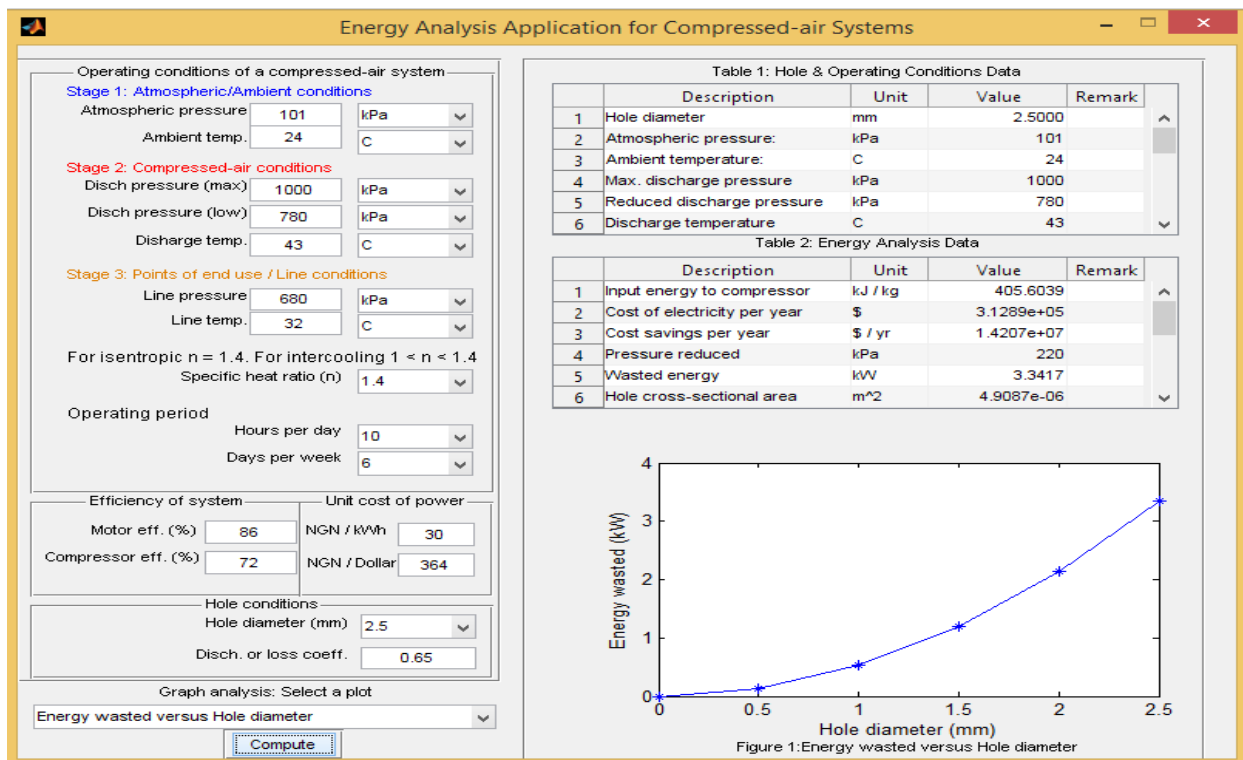 Energy Analysis Application for Compressed-air Systems
Operating conditions of a compressed-air system
Stage 1: Atmospheric/Ambient conditions
Atmospheric pressure 101 kPa
Ambient temp. 24 C
Stage 2: Compressed-air conditions
Disch pressure (max) 1000 kPa
Disch pressure (low) 780 kPa
Disharge temp. 43 C
Stage 3: Points of end use / Line conditions
Line pressure 680 kPa
Line temp. 32 C
For isentropic n = 1.4. For intercooling 1 < n < 1.4
Specific heat ratio (n) 1.4
Operating period
Hours per day 10
Days per week 6
Efficiency of system
Motor eff. (%) 86
Compressor eff. (%) 72
Unit cost of power
NGN / kWh 30
NGN / Dollar 364
Hole conditions
Hole diameter (mm) 2.5
Disch. or loss coeff. 0.65
Graph analysis: Select a plot
Energy wasted versus Hole diameter
Compute
Table 1: Hole & Operating Conditions Data
Description Unit Value Remark
1 Hole diameter mm 2.5000
2 Atmospheric pressure: kPa 101
3 Ambient temperature: C 24
4 Max. discharge pressure kPa 1000
5 Reduced discharge pressure kPa 780
6 Discharge temperature C 43
Table 2: Energy Analysis Data
Description Unit Value Remark
1 Input energy to compressor kJ / kg 405.6039
2 Cost of electricity per year $ 3.1289e+05
3 Cost savings per year $ / yr 1.4207e+07
4 Pressure reduced kPa 220
5 Wasted energy kW 3.3417
6 Hole cross-sectional area m^2 4.9087e-06
Energy wasted (kW)
4
3
2
1
0
0 0.5 1 1.5 2 2.5
Hole diameter (mm)
Figure 1:Energy wasted versus Hole diameter